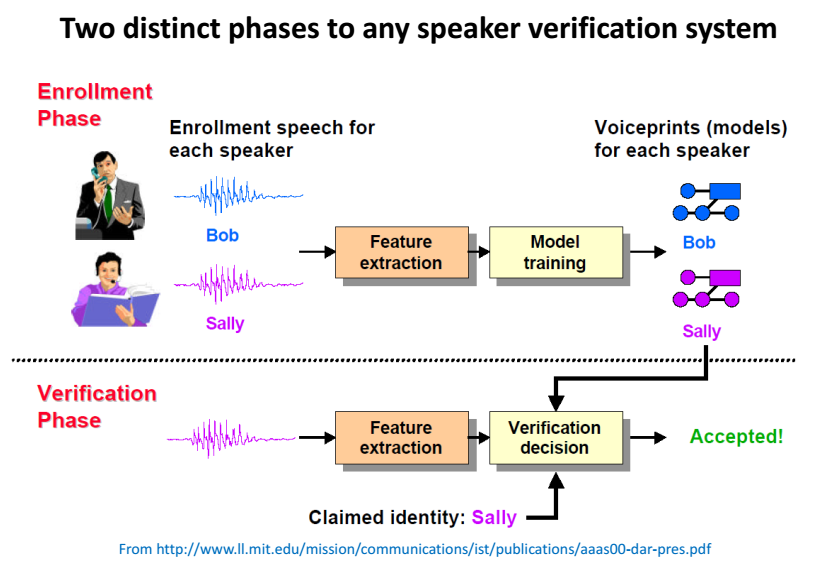 Two distinct phases to any speaker verification system
Enrollment
Phase
Enrollment speech for
each speaker
Voiceprints (models)
for each speaker
Bob
Feature
extraction
Model
training
Bob
Sally
Sally
Verification
Phase
Feature
extraction
Verification
decision
Accepted!
Claimed identity: Sally
From http://www.ll.mit.edu/mission/communications/ist/publications/aaas00-dar-pres.pdf